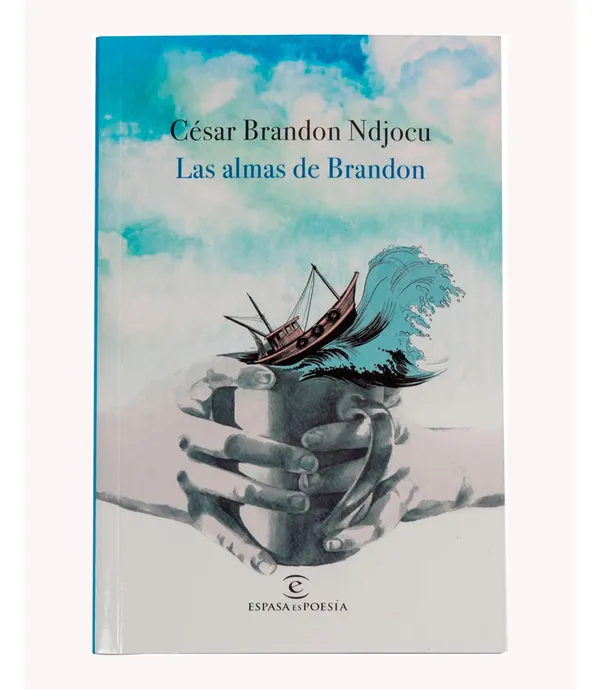 César Brandon Ndjocu
Las almas de Brandon
e
ESPASA ES POESÍA